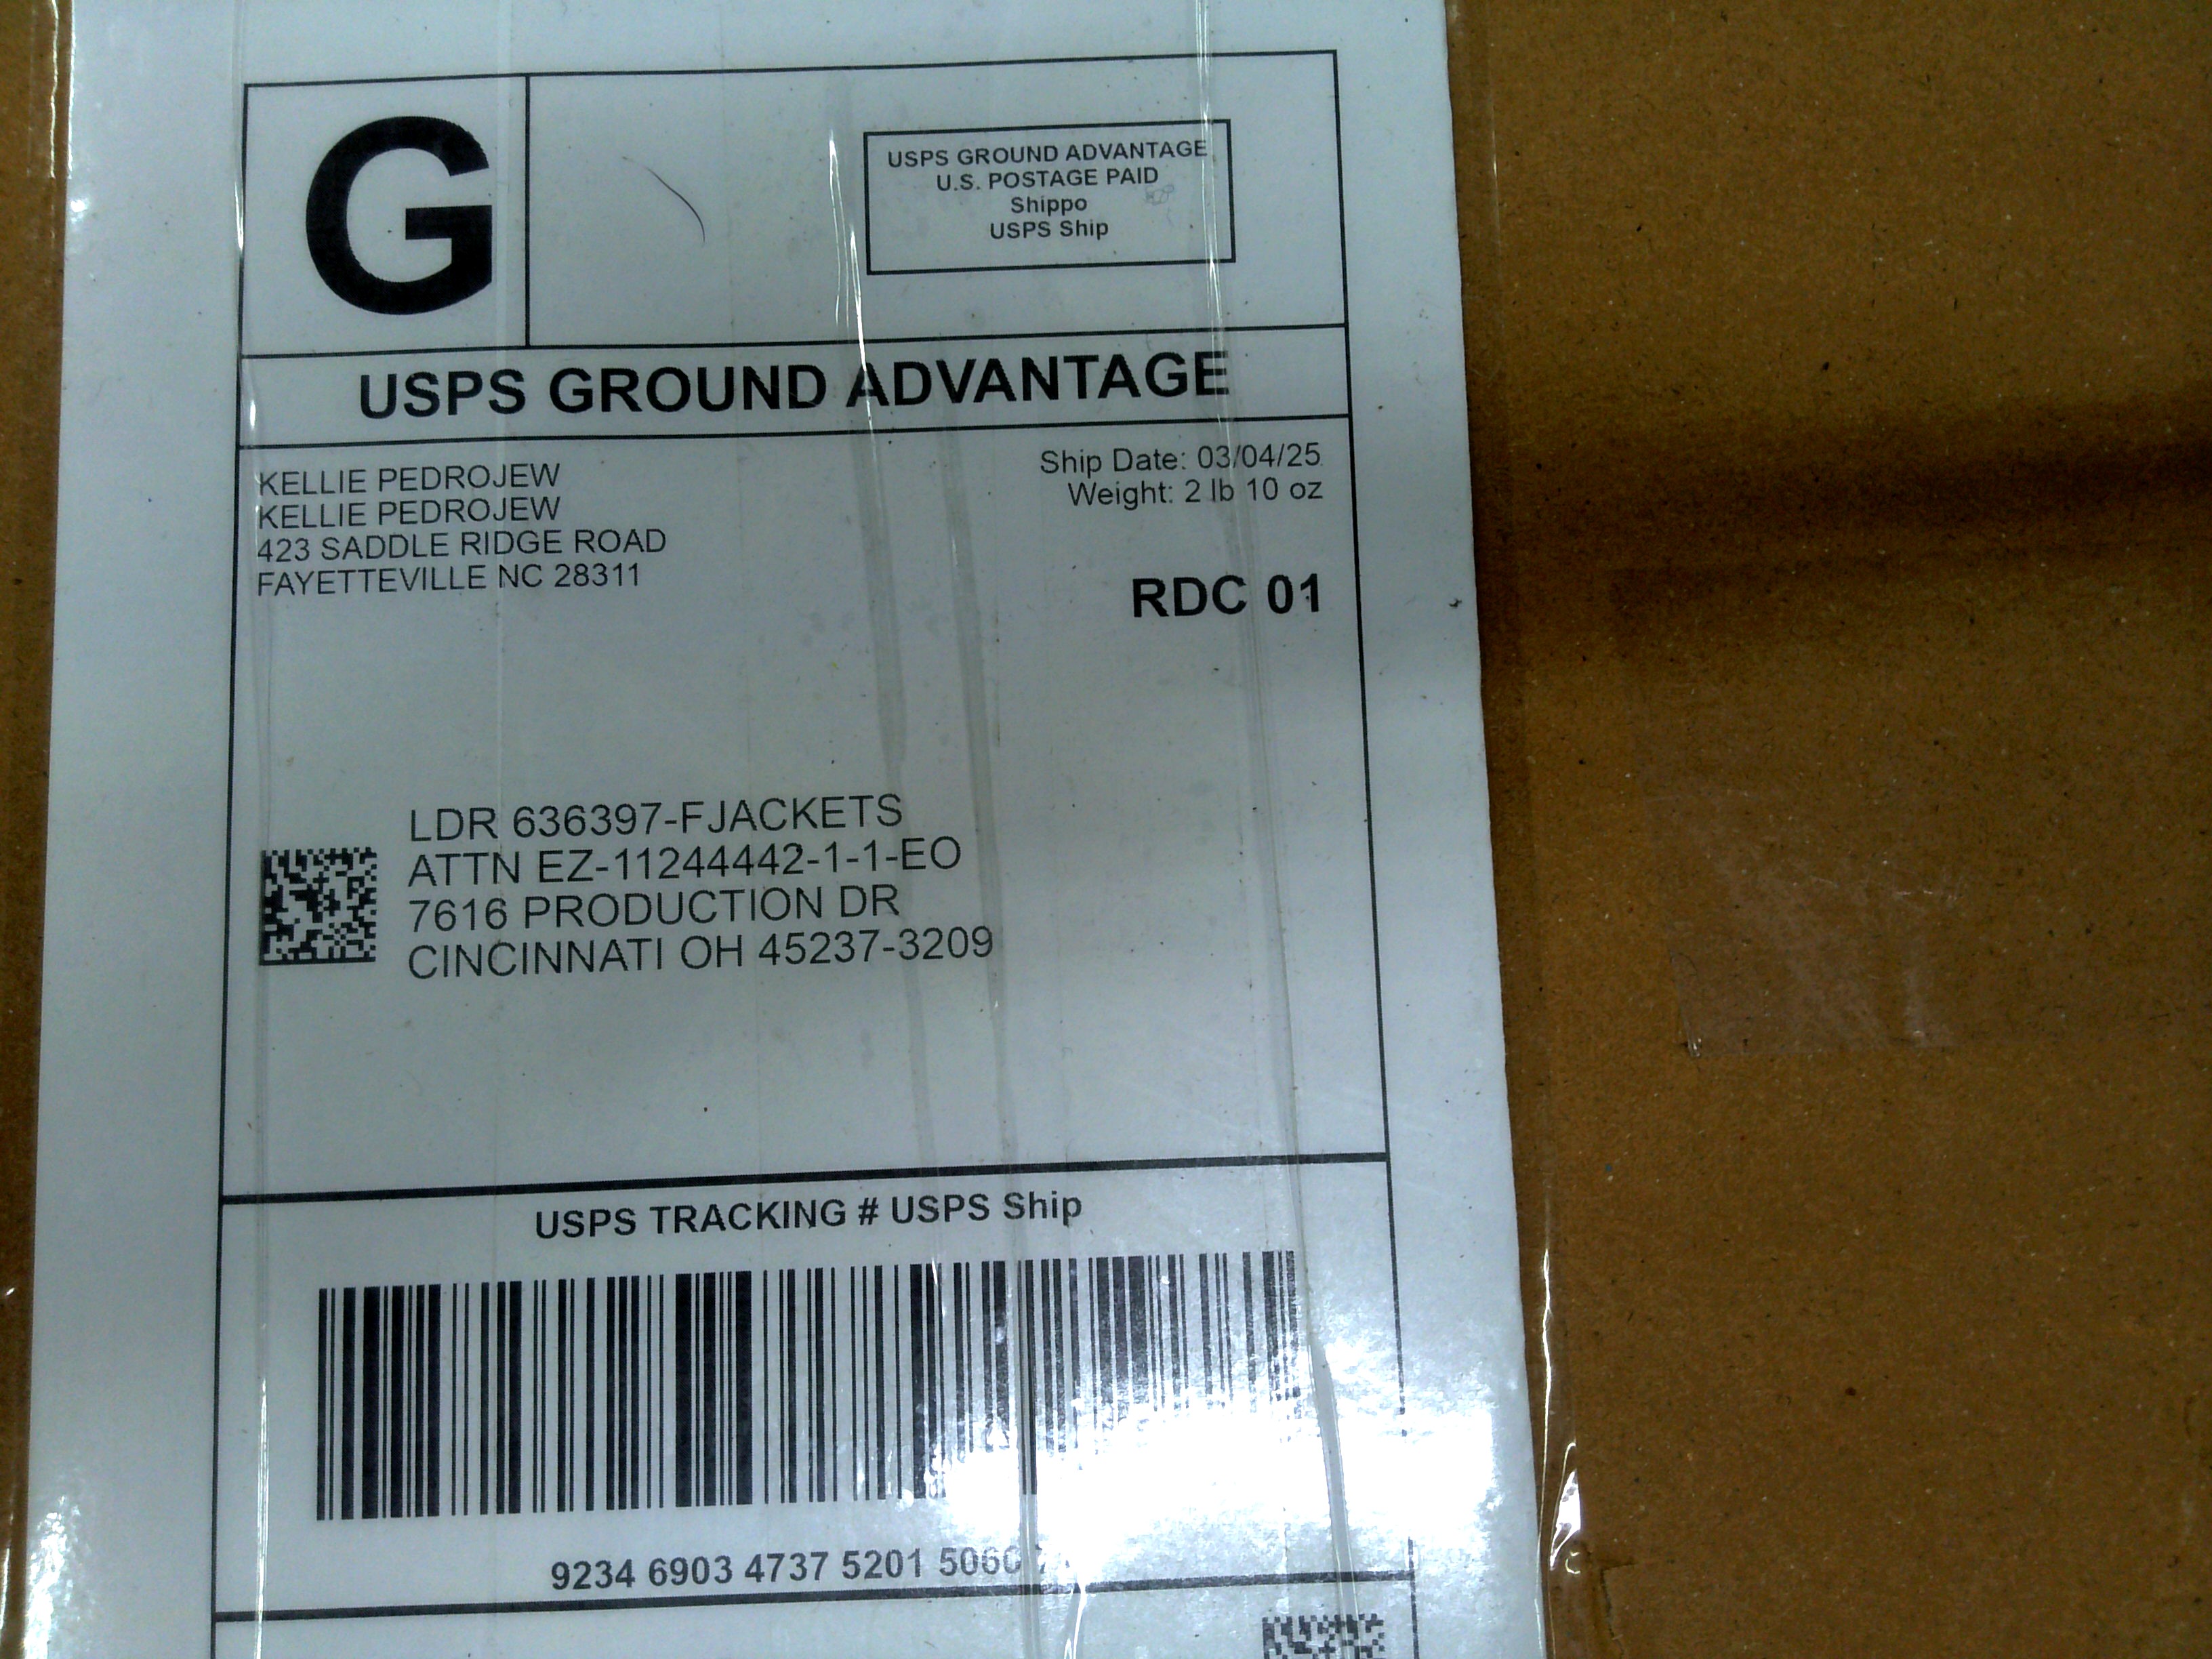 G
USPS GROUND ADVANTAGE
U.S. POSTAGE PAID
Shippo
USPS Ship
USPS GROUND ADVANTAGE
KELLIE PEDROJEW
KELLIE PEDROJEW
423 SADDLE RIDGE ROAD
FAYETTEVILLE NC 28311
Ship Date: 03/04/25
Weight: 2 lb 10 oz
RDC 01
LDR 636397-FJACKETS
ATTN EZ-11244442-1-1-EO
7616 PRODUCTION DR
CINCINNATI OH 45237-3209
USPS TRACKING # USPS Ship
9234 6903 4737 5201 5060